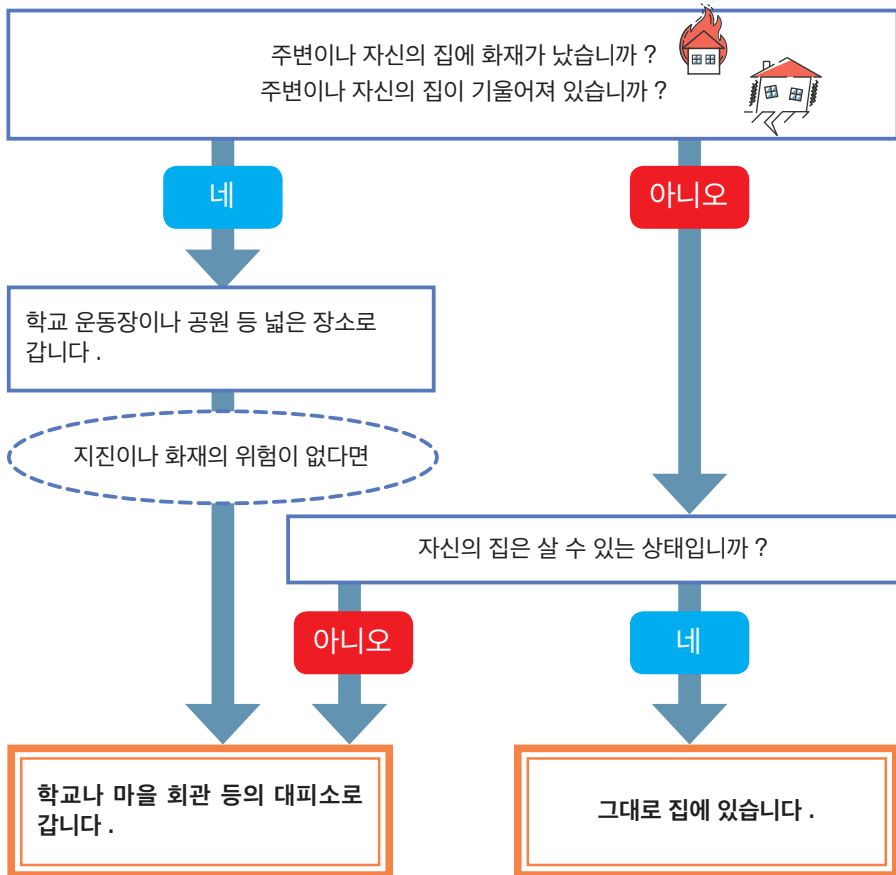 주변이나 자신의 집에 화재가 났습니까 ?
주변이나 자신의 집이 기울어져 있습니까 ?
네
아니오
학교 운동장이나 공원 등 넓은 장소로
갑니다 .
지진이나 화재의 위험이 없다면
자신의 집은 살 수 있는 상태입니까 ?
아니오
네
학교나 마을 회관 등의 대피소로
갑니다 .
그대로 집에 있습니다 .